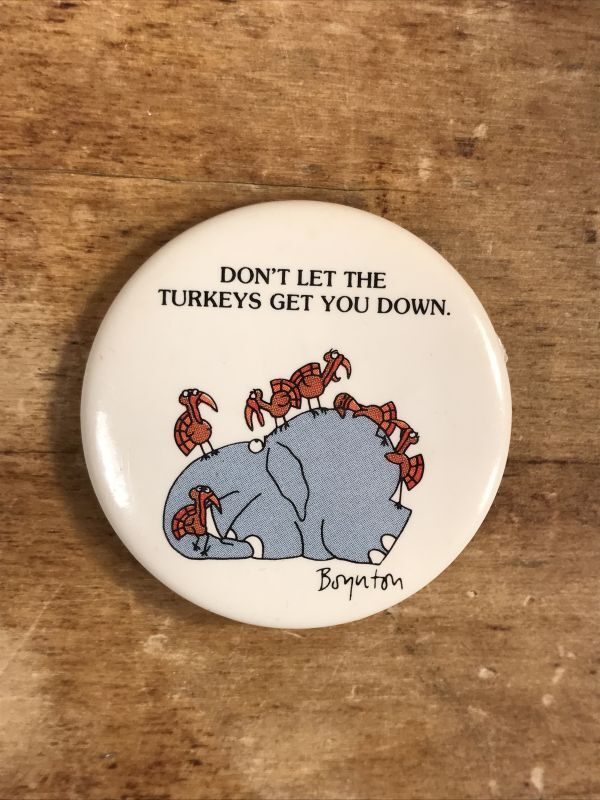 DON'T LET THE
TURKEYS GET YOU DOWN.
Boynton